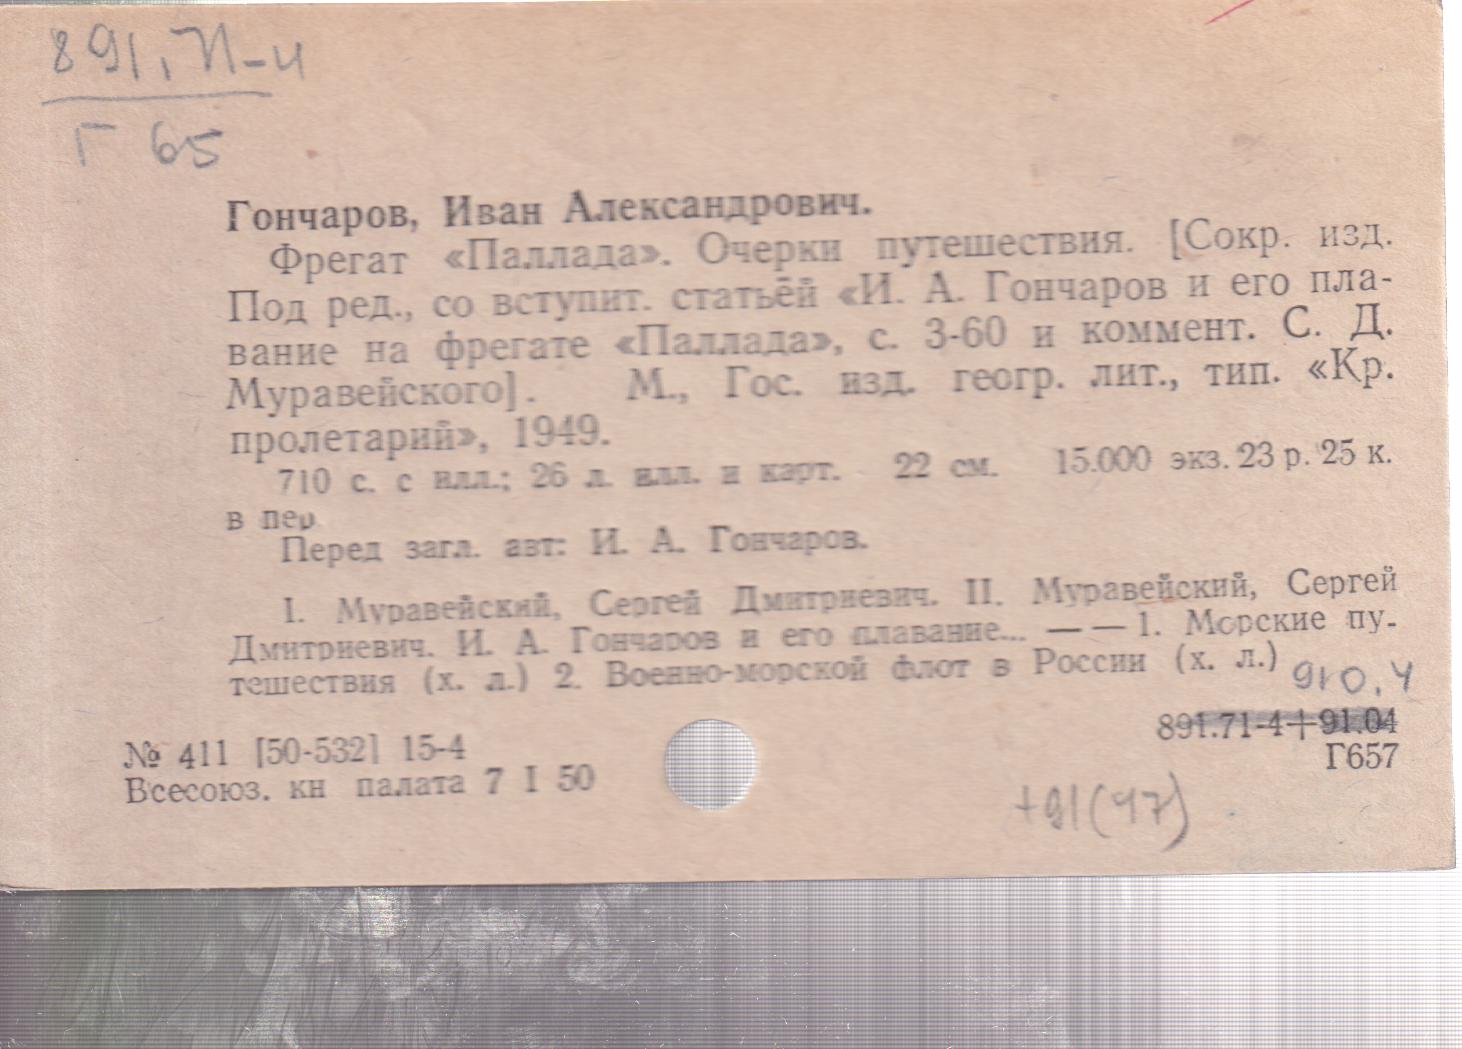 891.71-4
Г 65
Гончаров, Иван Александрович.
Фрегат «Паллада». Очерки путешествия. [Сокр. изд.
Под ред., со вступит. статьёй «И. А. Гончаров и его пла-
вание на фрегате «Паллада», с. 3-60 и коммент. С. Д.
Муравейского]. М., Гос. изд. геогр. лит., тип. «Кр.
пролетарий», 1949.
710 с. с илл.; 26 л. илл. и карт. 22 см. 15.000 экз. 23 р. 25 к.
в пер
Перед загл. авт: И. А. Гончаров.
I. Муравейский, Сергей Дмитриевич. II. Муравейский, Сергей
Дмитриевич. И. А. Гончаров и его плавание... — — 1. Морские пу-
тешествия (х. л.) 2. Военно-морской флот в России (х. л.)
910.4
891.71-4+91.04
№ 411 [50-532] 15-4
Г657
Всесоюз. кн палата 7 I 50
+91(47)